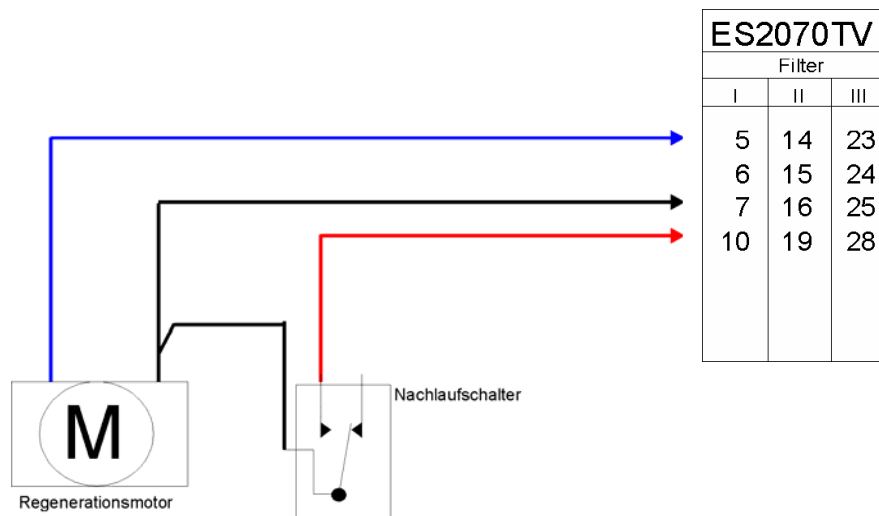 ES2070TV
Filter
I II III
5 14 23
6 15 24
7 16 25
10 19 28
Nachlaufschalter
M
Regenerationsmotor